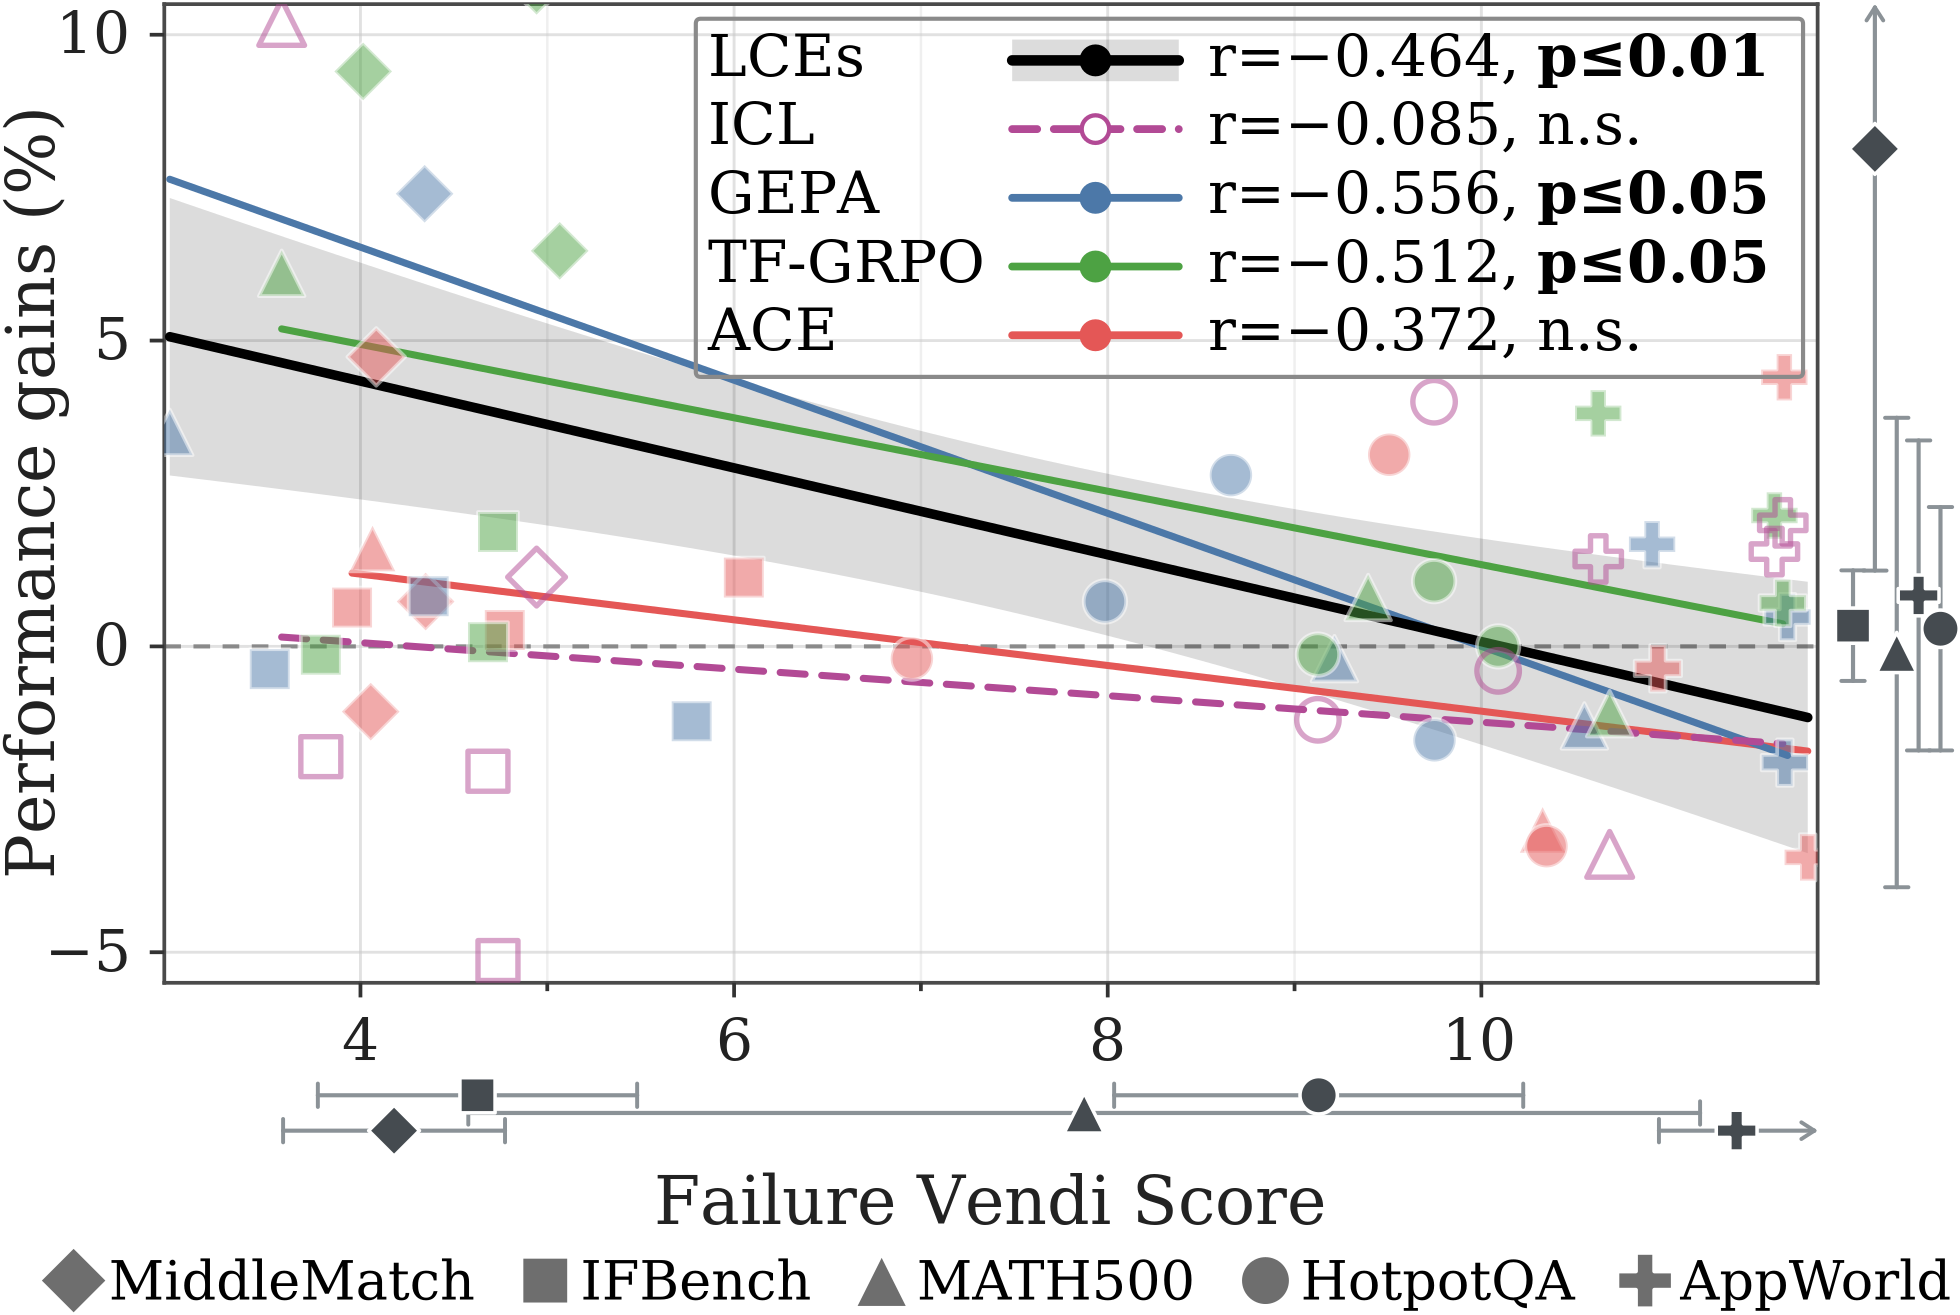 Performance gains (%)
10
5
0
−5
LCEs r=−0.464, p≤0.01
ICL r=−0.085, n.s.
GEPA r=−0.556, p≤0.05
TF-GRPO r=−0.512, p≤0.05
ACE r=−0.372, n.s.
4 6 8 10
Failure Vendi Score
MiddleMatch IFBench MATH500 HotpotQA AppWorld